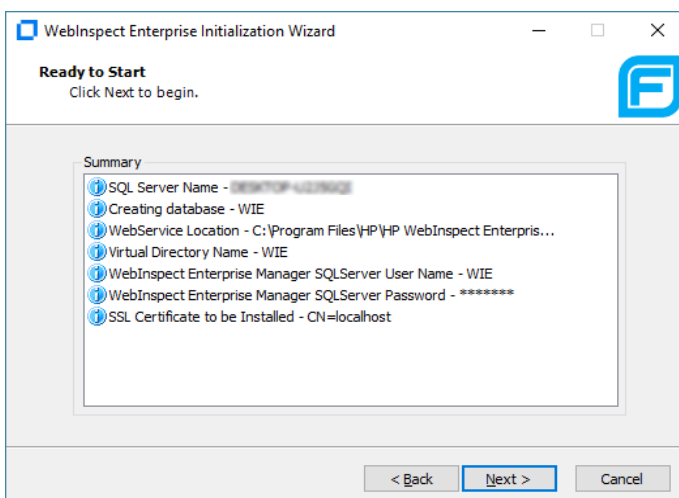 WebInspect Enterprise Initialization Wizard
Ready to Start
Click Next to begin.
Summary
SQL Server Name -
Creating database - WIE
WebService Location - C:\Program Files\HP\HP WebInspect Enterpris...
Virtual Directory Name - WIE
WebInspect Enterprise Manager SQLServer User Name - WIE
WebInspect Enterprise Manager SQLServer Password - *******
SSL Certificate to be Installed - CN=localhost
< Back Next > Cancel